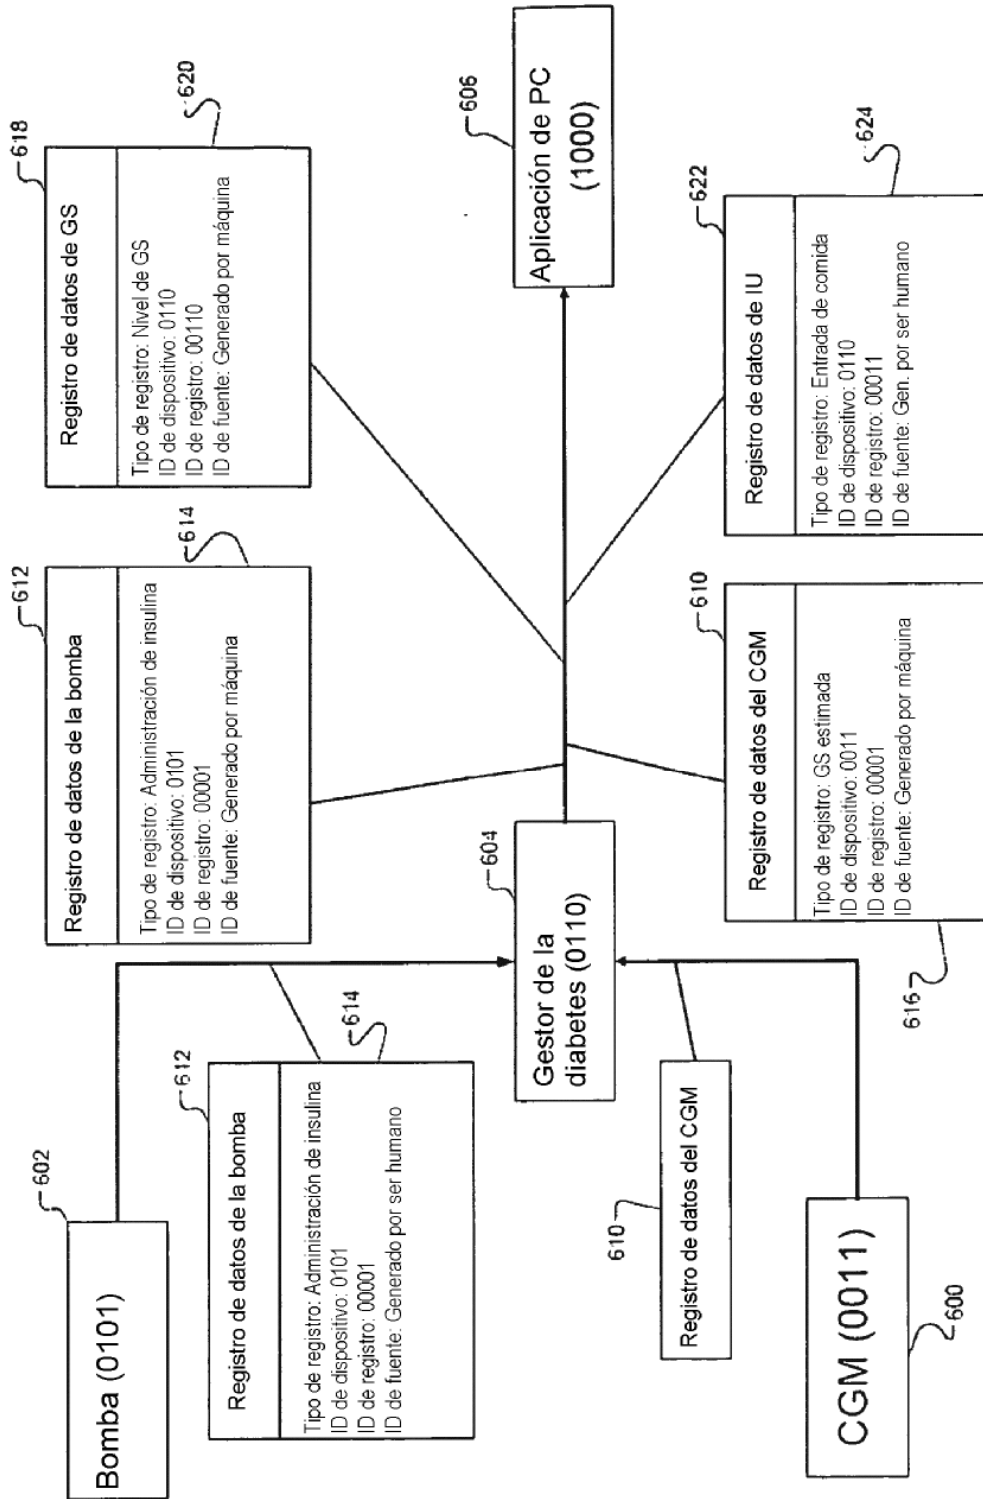 602
Bomba (0101)
612
Registro de datos de la bomba
Tipo de registro: Administración de insulina
ID de dispositivo: 0101
ID de registro: 00001
ID de fuente: Generado por ser humano
614
612
Registro de datos de la bomba
Tipo de registro: Administración de insulina
ID de dispositivo: 0101
ID de registro: 00001
ID de fuente: Generado por máquina
614
618
Registro de datos de GS
Tipo de registro: Nivel de GS
ID de dispositivo: 0110
ID de registro: 00110
ID de fuente: Generado por máquina
620
604
Gestor de la
diabetes (0110)
606
Aplicación de PC
(1000)
610
Registro de datos del CGM
CGM (0011)
600
610
Registro de datos del CGM
Tipo de registro: GS estimada
ID de dispositivo: 0011
ID de registro: 00001
ID de fuente: Generado por máquina
616
622
Registro de datos de IU
Tipo de registro: Entrada de comida
ID de dispositivo: 0110
ID de registro: 00011
ID de fuente: Gen. por ser humano
624